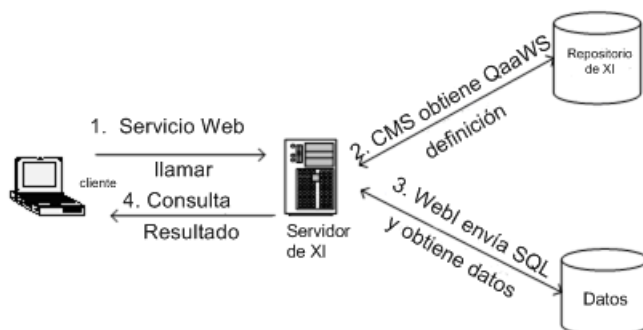 1. Servicio Web
llamar
cliente
4. Consulta
Resultado
Servidor
de XI
2. CMS obtiene QaaWS
definición
Repositorio
de XI
3. WebI envía SQL
y obtiene datos
Datos